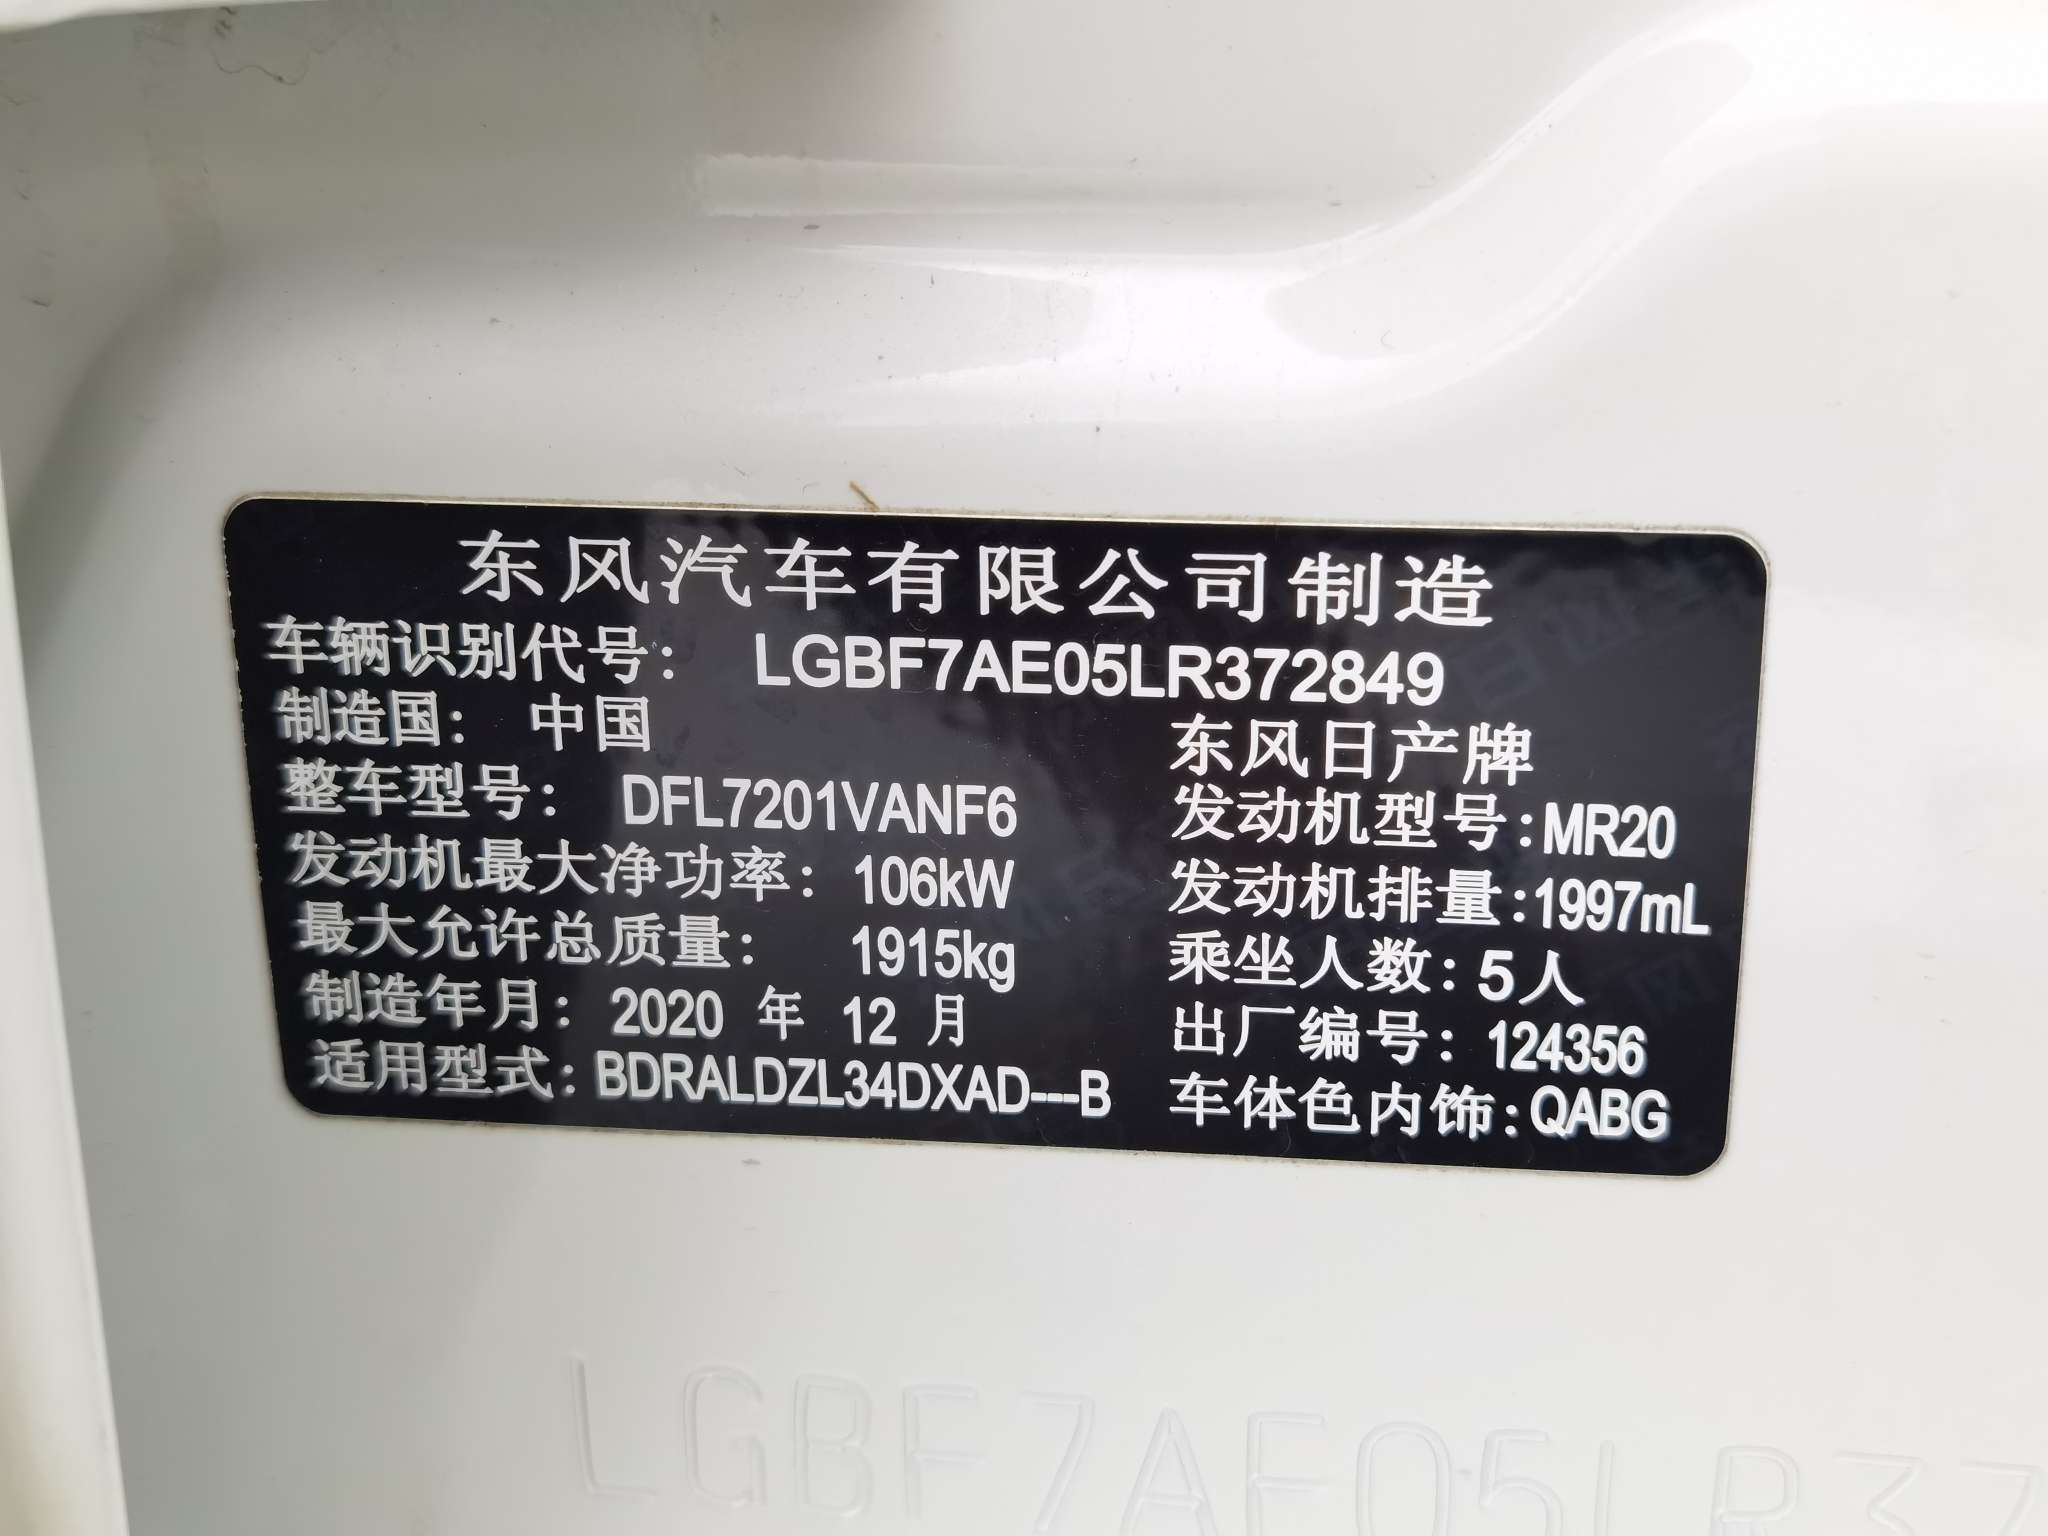 东风汽车有限公司制造
车辆识别代号: LGBF7AE05LR372849
制造国: 中国 东风日产牌
整车型号: DFL7201VANF6 发动机型号:MR20
发动机最大净功率: 106kW 发动机排量:1997mL
最大允许总质量: 1915kg 乘坐人数:5人
制造年月: 2020 年 12 月 出厂编号: 124356
适用型式:BDRALDZL34DXAD---B 车体色内饰:QABG
LGBF7AE05LR37